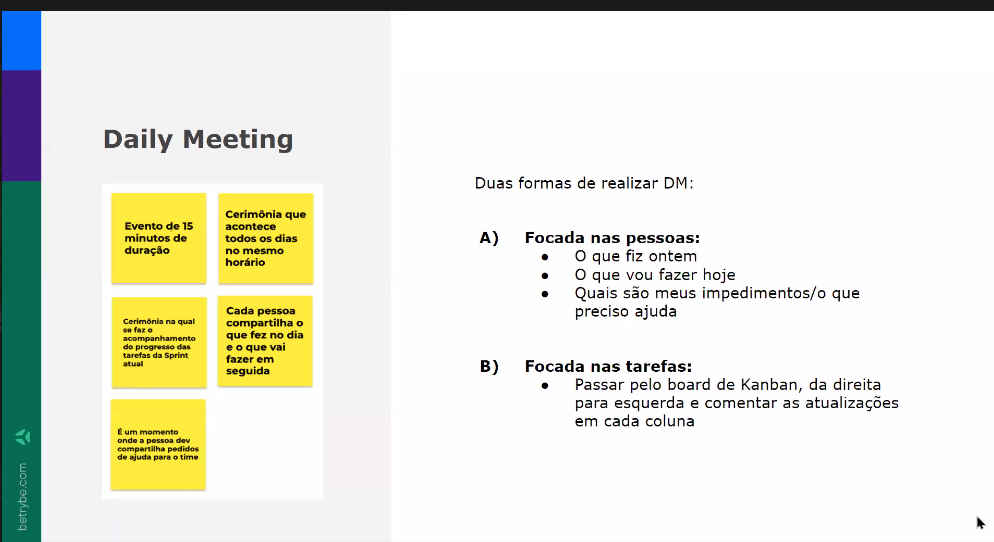 Daily Meeting
Evento de 15
minutos de
duração
Cerimônia que
acontece
todos os dias
no mesmo
horário
Cerimônia na qual
se faz o
acompanhamento
do progresso das
tarefas da Sprint
atual
Cada pessoa
compartilha o
que fez no dia
e o que vai
fazer em
seguida
É um momento
onde a pessoa dev
compartilha pedidos
de ajuda para o time
Duas formas de realizar DM:
A) Focada nas pessoas:
● O que fiz ontem
● O que vou fazer hoje
● Quais são meus impedimentos/o que
preciso ajuda
B) Focada nas tarefas:
● Passar pelo board de Kanban, da direita
para esquerda e comentar as atualizações
em cada coluna
betrybe.com